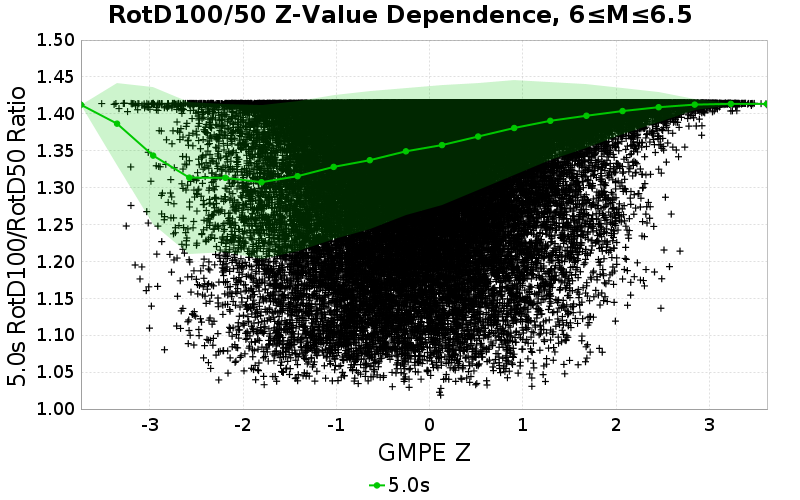 RotD100/50 Z-Value Dependence, 6≤M≤6.5
5.0s RotD100/RotD50 Ratio
1.50
1.45
1.40
1.35
1.30
1.25
1.20
1.15
1.10
1.05
1.00
-3 -2 -1 0 1 2 3
GMPE Z
5.0s